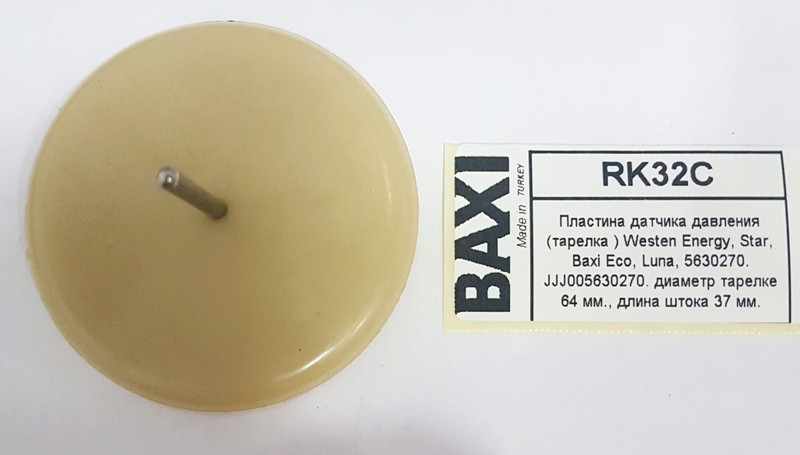 BAXI
Made in TURKEY
RK32C
Пластина датчика давления
(тарелка ) Westen Energy, Star,
Baxi Eco, Luna, 5630270.
JJJ005630270. диаметр тарелке
64 мм., длина штока 37 мм.